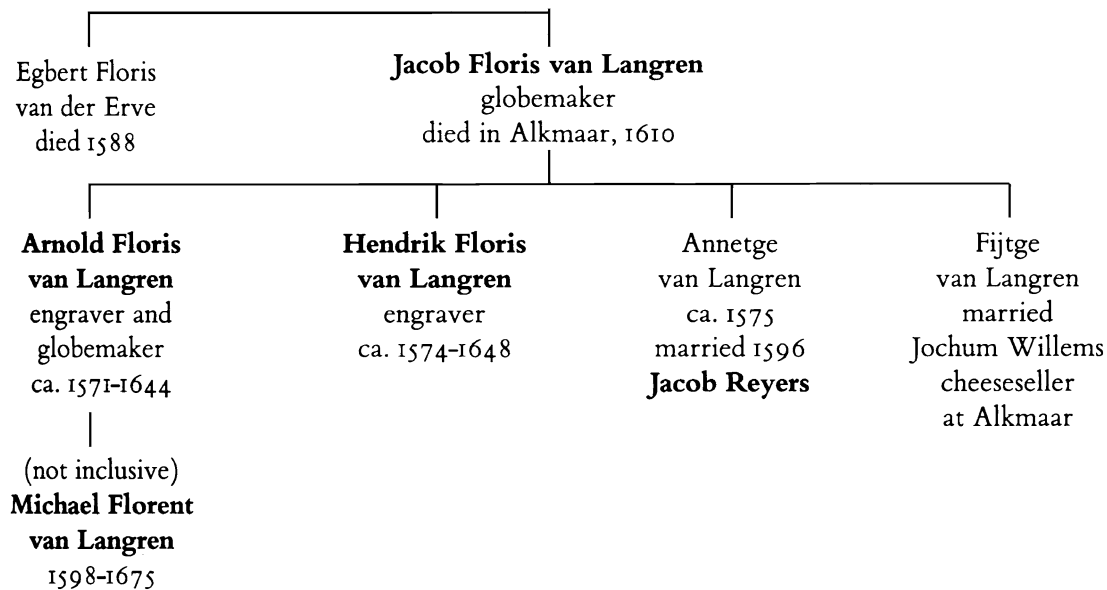 Egbert Floris
van der Erve
died 1588
Jacob Floris van Langren
globemaker
died in Alkmaar, 1610
Arnold Floris
van Langren
engraver and
globemaker
ca. 1571–1644
Hendrik Floris
van Langren
engraver
ca. 1574–1648
Annetge
van Langren
ca. 1575
married 1596
Jacob Reyers
Fijtge
van Langren
married
Jochum Willems
cheeseseller
at Alkmaar
(not inclusive)
Michael Florent
van Langren
1598–1675